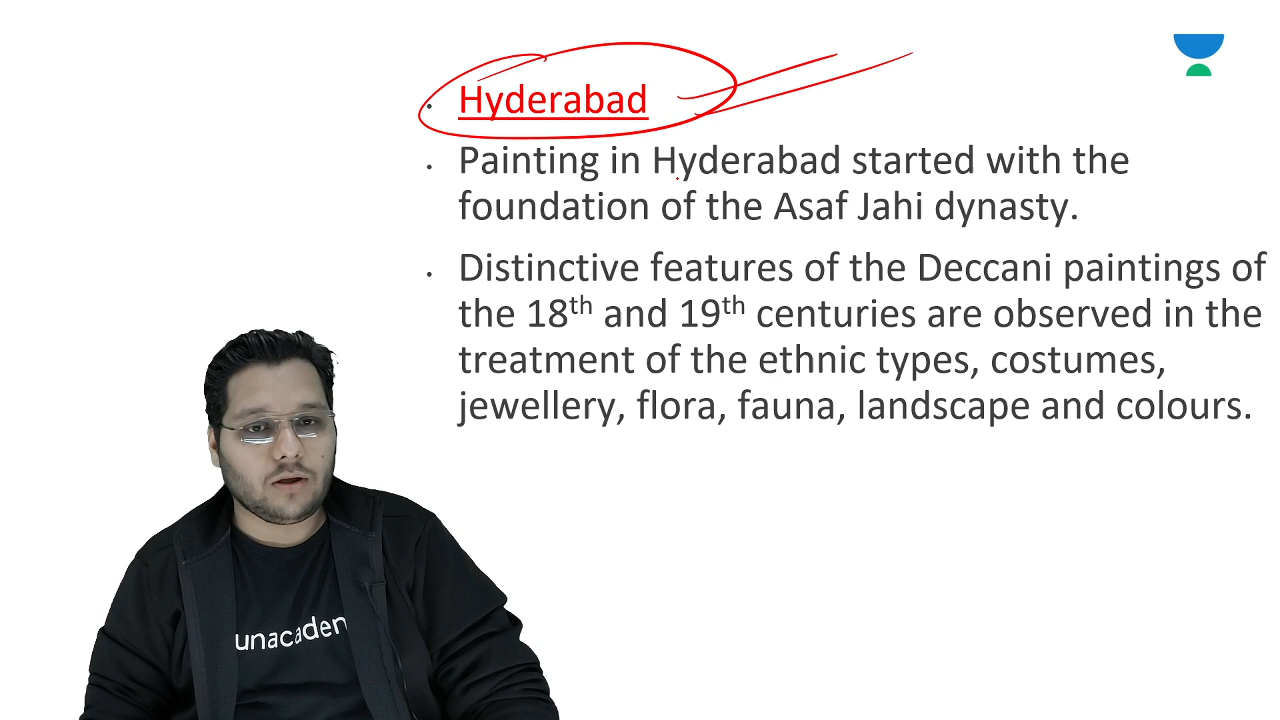 Hyderabad
Painting in Hyderabad started with the
foundation of the Asaf Jahi dynasty.
Distinctive features of the Deccani paintings of
the 18th and 19th centuries are observed in the
treatment of the ethnic types, costumes,
jewellery, flora, fauna, landscape and colours.
unacaden